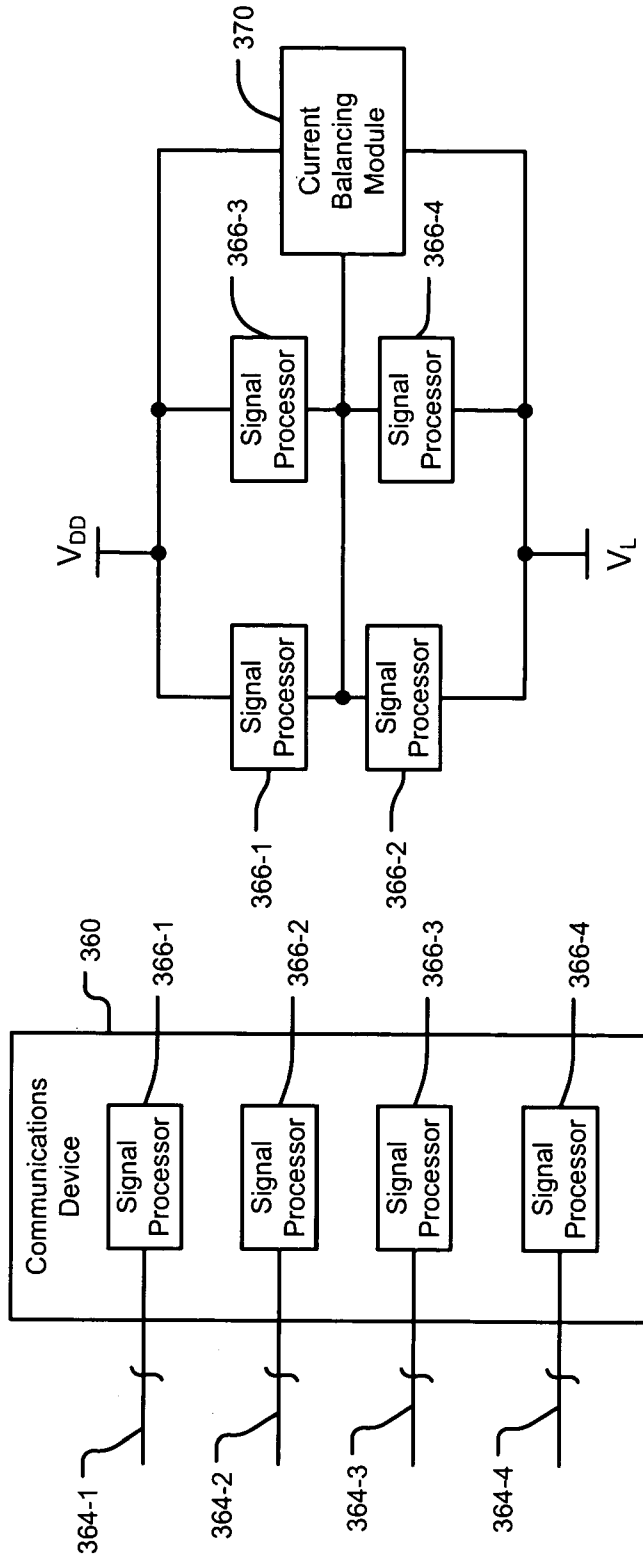 Communications
Device
360
Signal
Processor
366-1
364-1
Signal
Processor
366-2
364-2
Signal
Processor
366-3
364-3
Signal
Processor
366-4
364-4
VDD
VL
Signal
Processor
366-1
Signal
Processor
366-2
Signal
Processor
366-3
Signal
Processor
366-4
Current
Balancing
Module
370